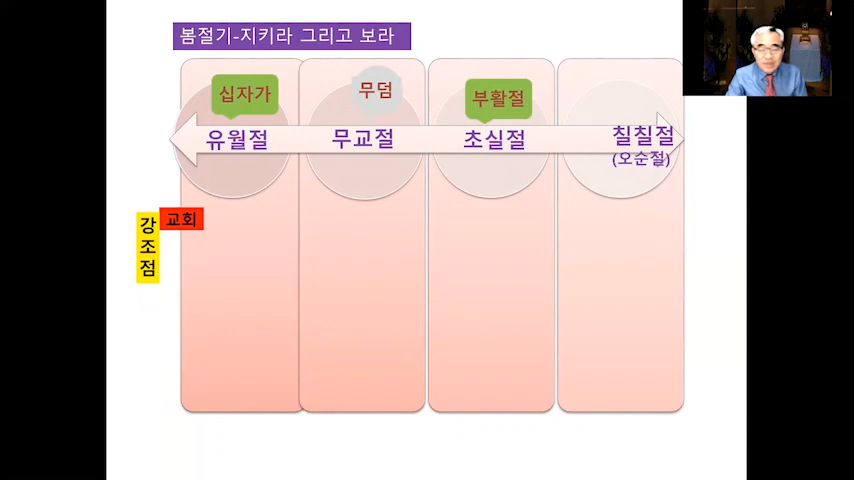 봄절기-지키라 그리고 보라
십자가
무덤
부활절
유월절
무교절
초실절
칠칠절
(오순절)
교회
강조점